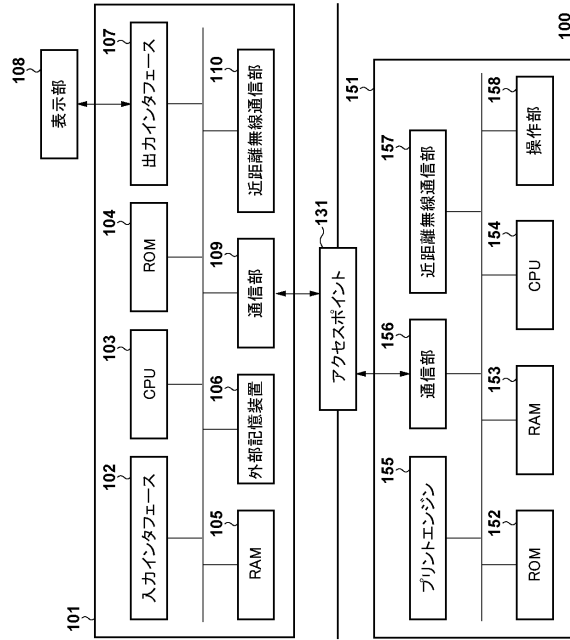 108
表示部
101
102
入力インタフェース
103
CPU
104
ROM
107
出力インタフェース
105
RAM
106
外部記憶装置
109
通信部
110
近距離無線通信部
131
アクセスポイント
100
151
155
プリントエンジン
156
通信部
157
近距離無線通信部
152
ROM
153
RAM
154
CPU
158
操作部